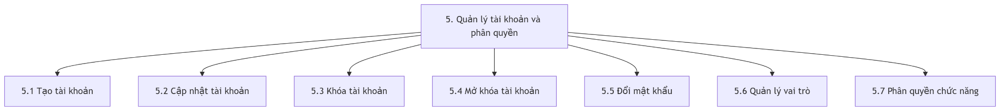 5. Quản lý tài khoản và
phân quyền
5.1 Tạo tài khoản
5.2 Cập nhật tài khoản
5.3 Khóa tài khoản
5.4 Mở khóa tài khoản
5.5 Đổi mật khẩu
5.6 Quản lý vai trò
5.7 Phân quyền chức năng